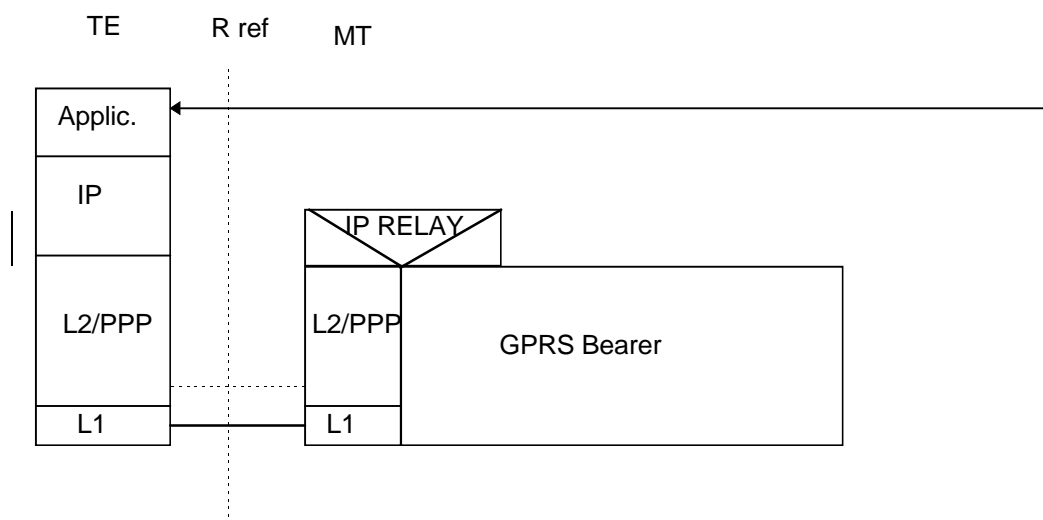 TE R ref MT
Applic.
IP
IP RELAY
L2/PPP L2/PPP GPRS Bearer
L1 L1